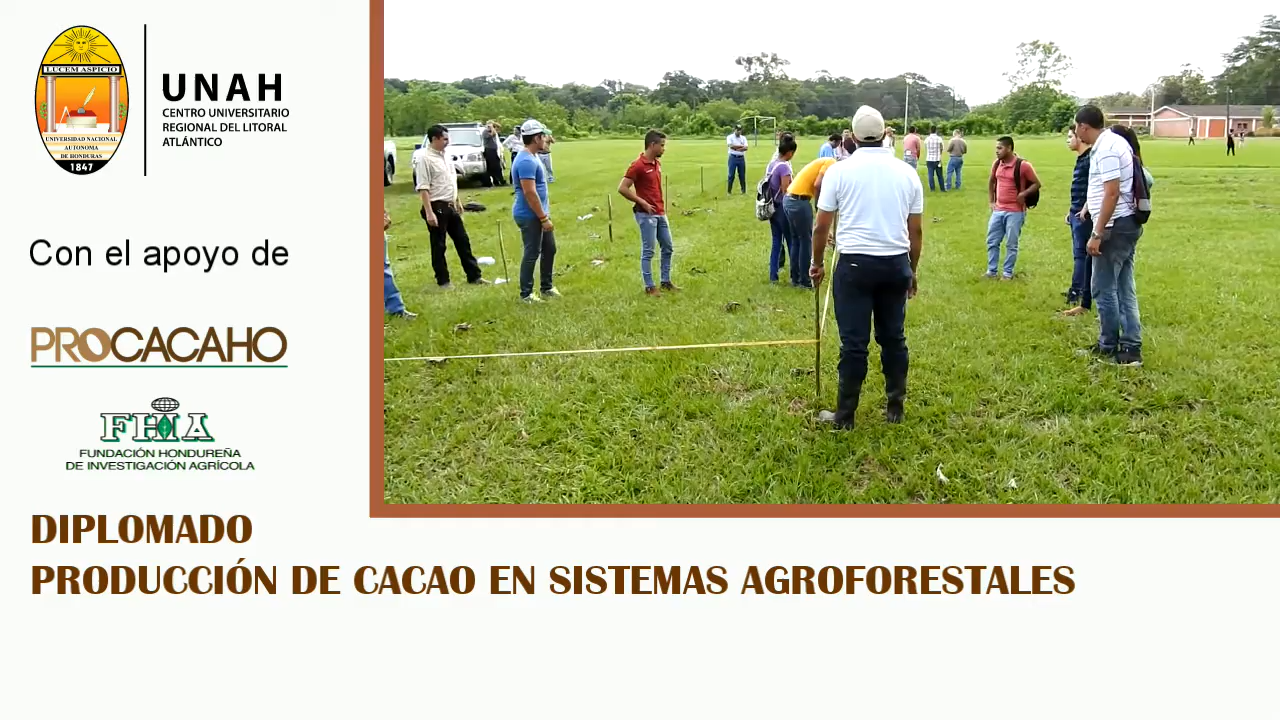 LUCEM ASPICIO
UNIVERSIDAD NACIONAL
AUTONOMA
DE HONDURAS
1847
UNAH
CENTRO UNIVERSITARIO
REGIONAL DEL LITORAL
ATLÁNTICO
Con el apoyo de
PROCACAHO
FHIA
FUNDACIÓN HONDUREÑA
DE INVESTIGACIÓN AGRÍCOLA
DIPLOMADO
PRODUCCIÓN DE CACAO EN SISTEMAS AGROFORESTALES